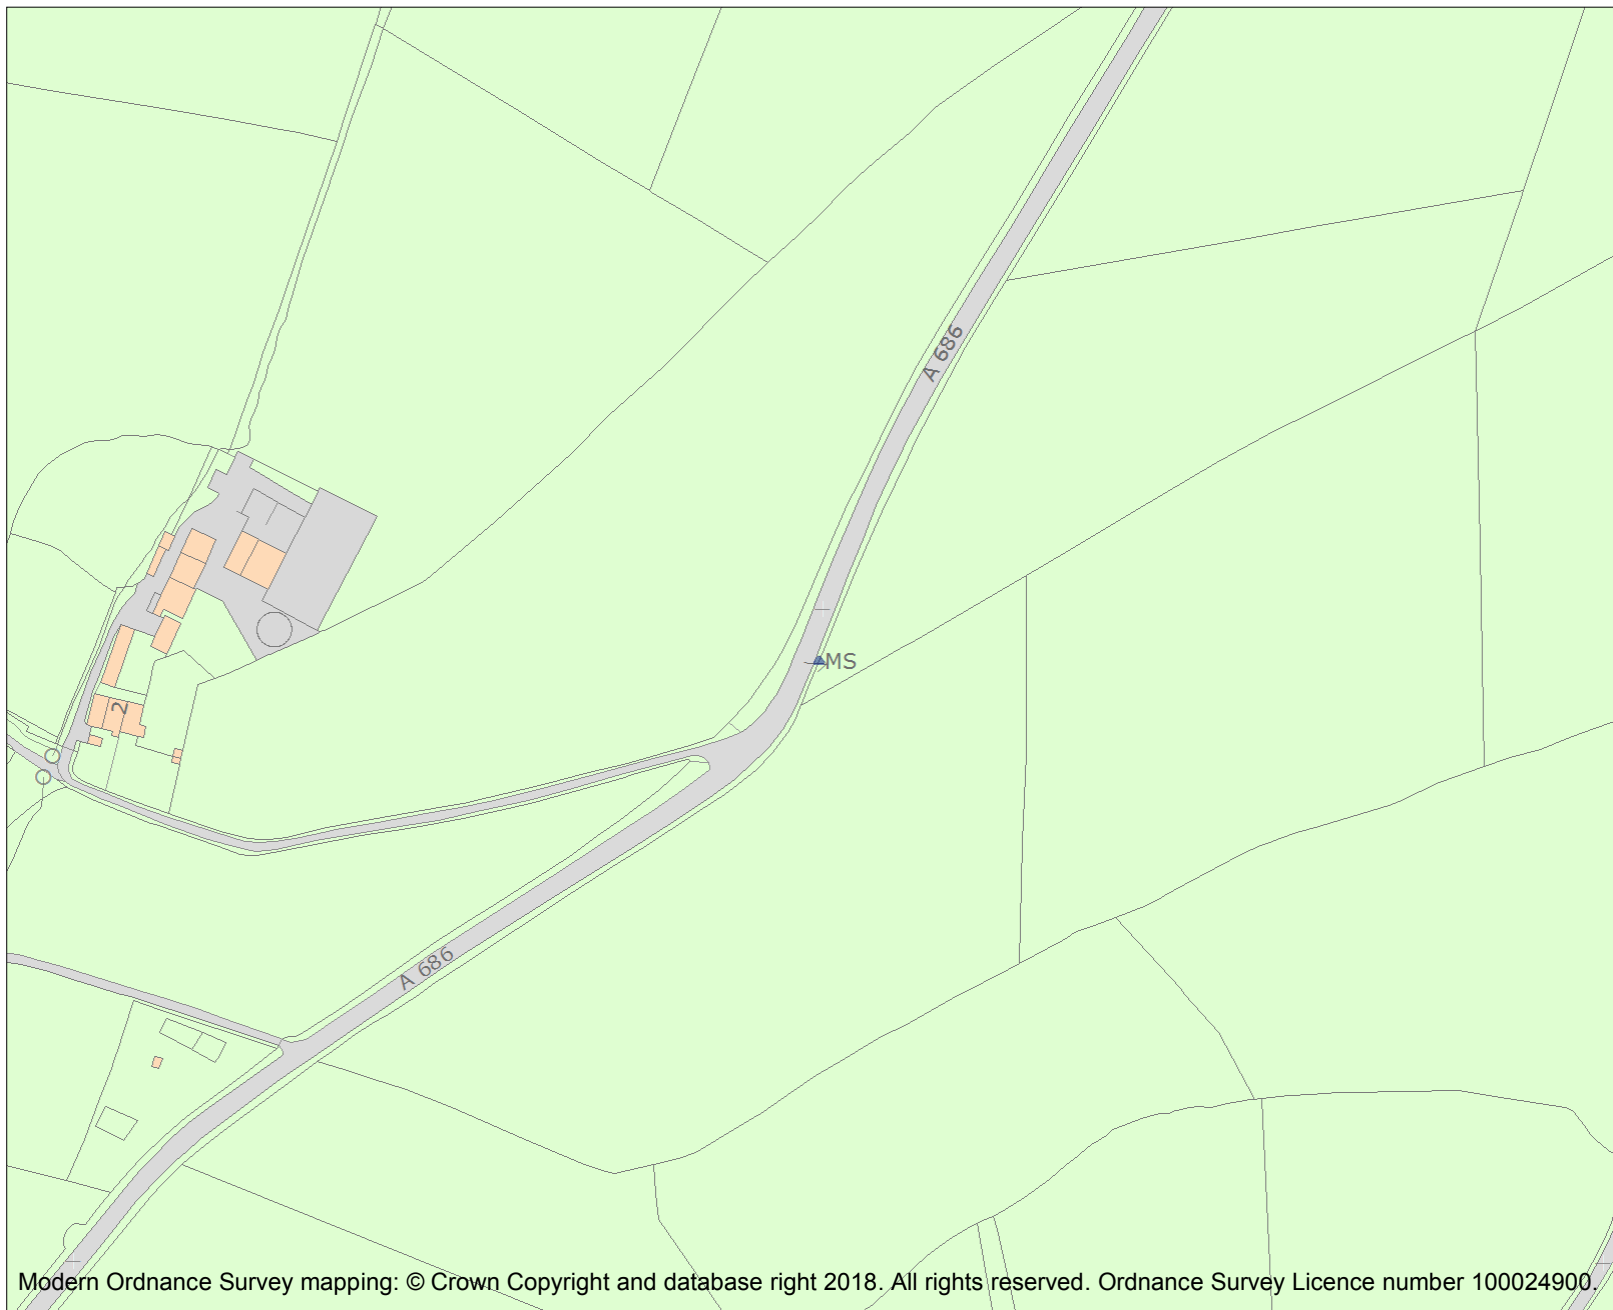 A 686
MS
2
A 686
Modern Ordnance Survey mapping: © Crown Copyright and database right 2018. All rights reserved. Ordnance Survey Licence number 100024900.